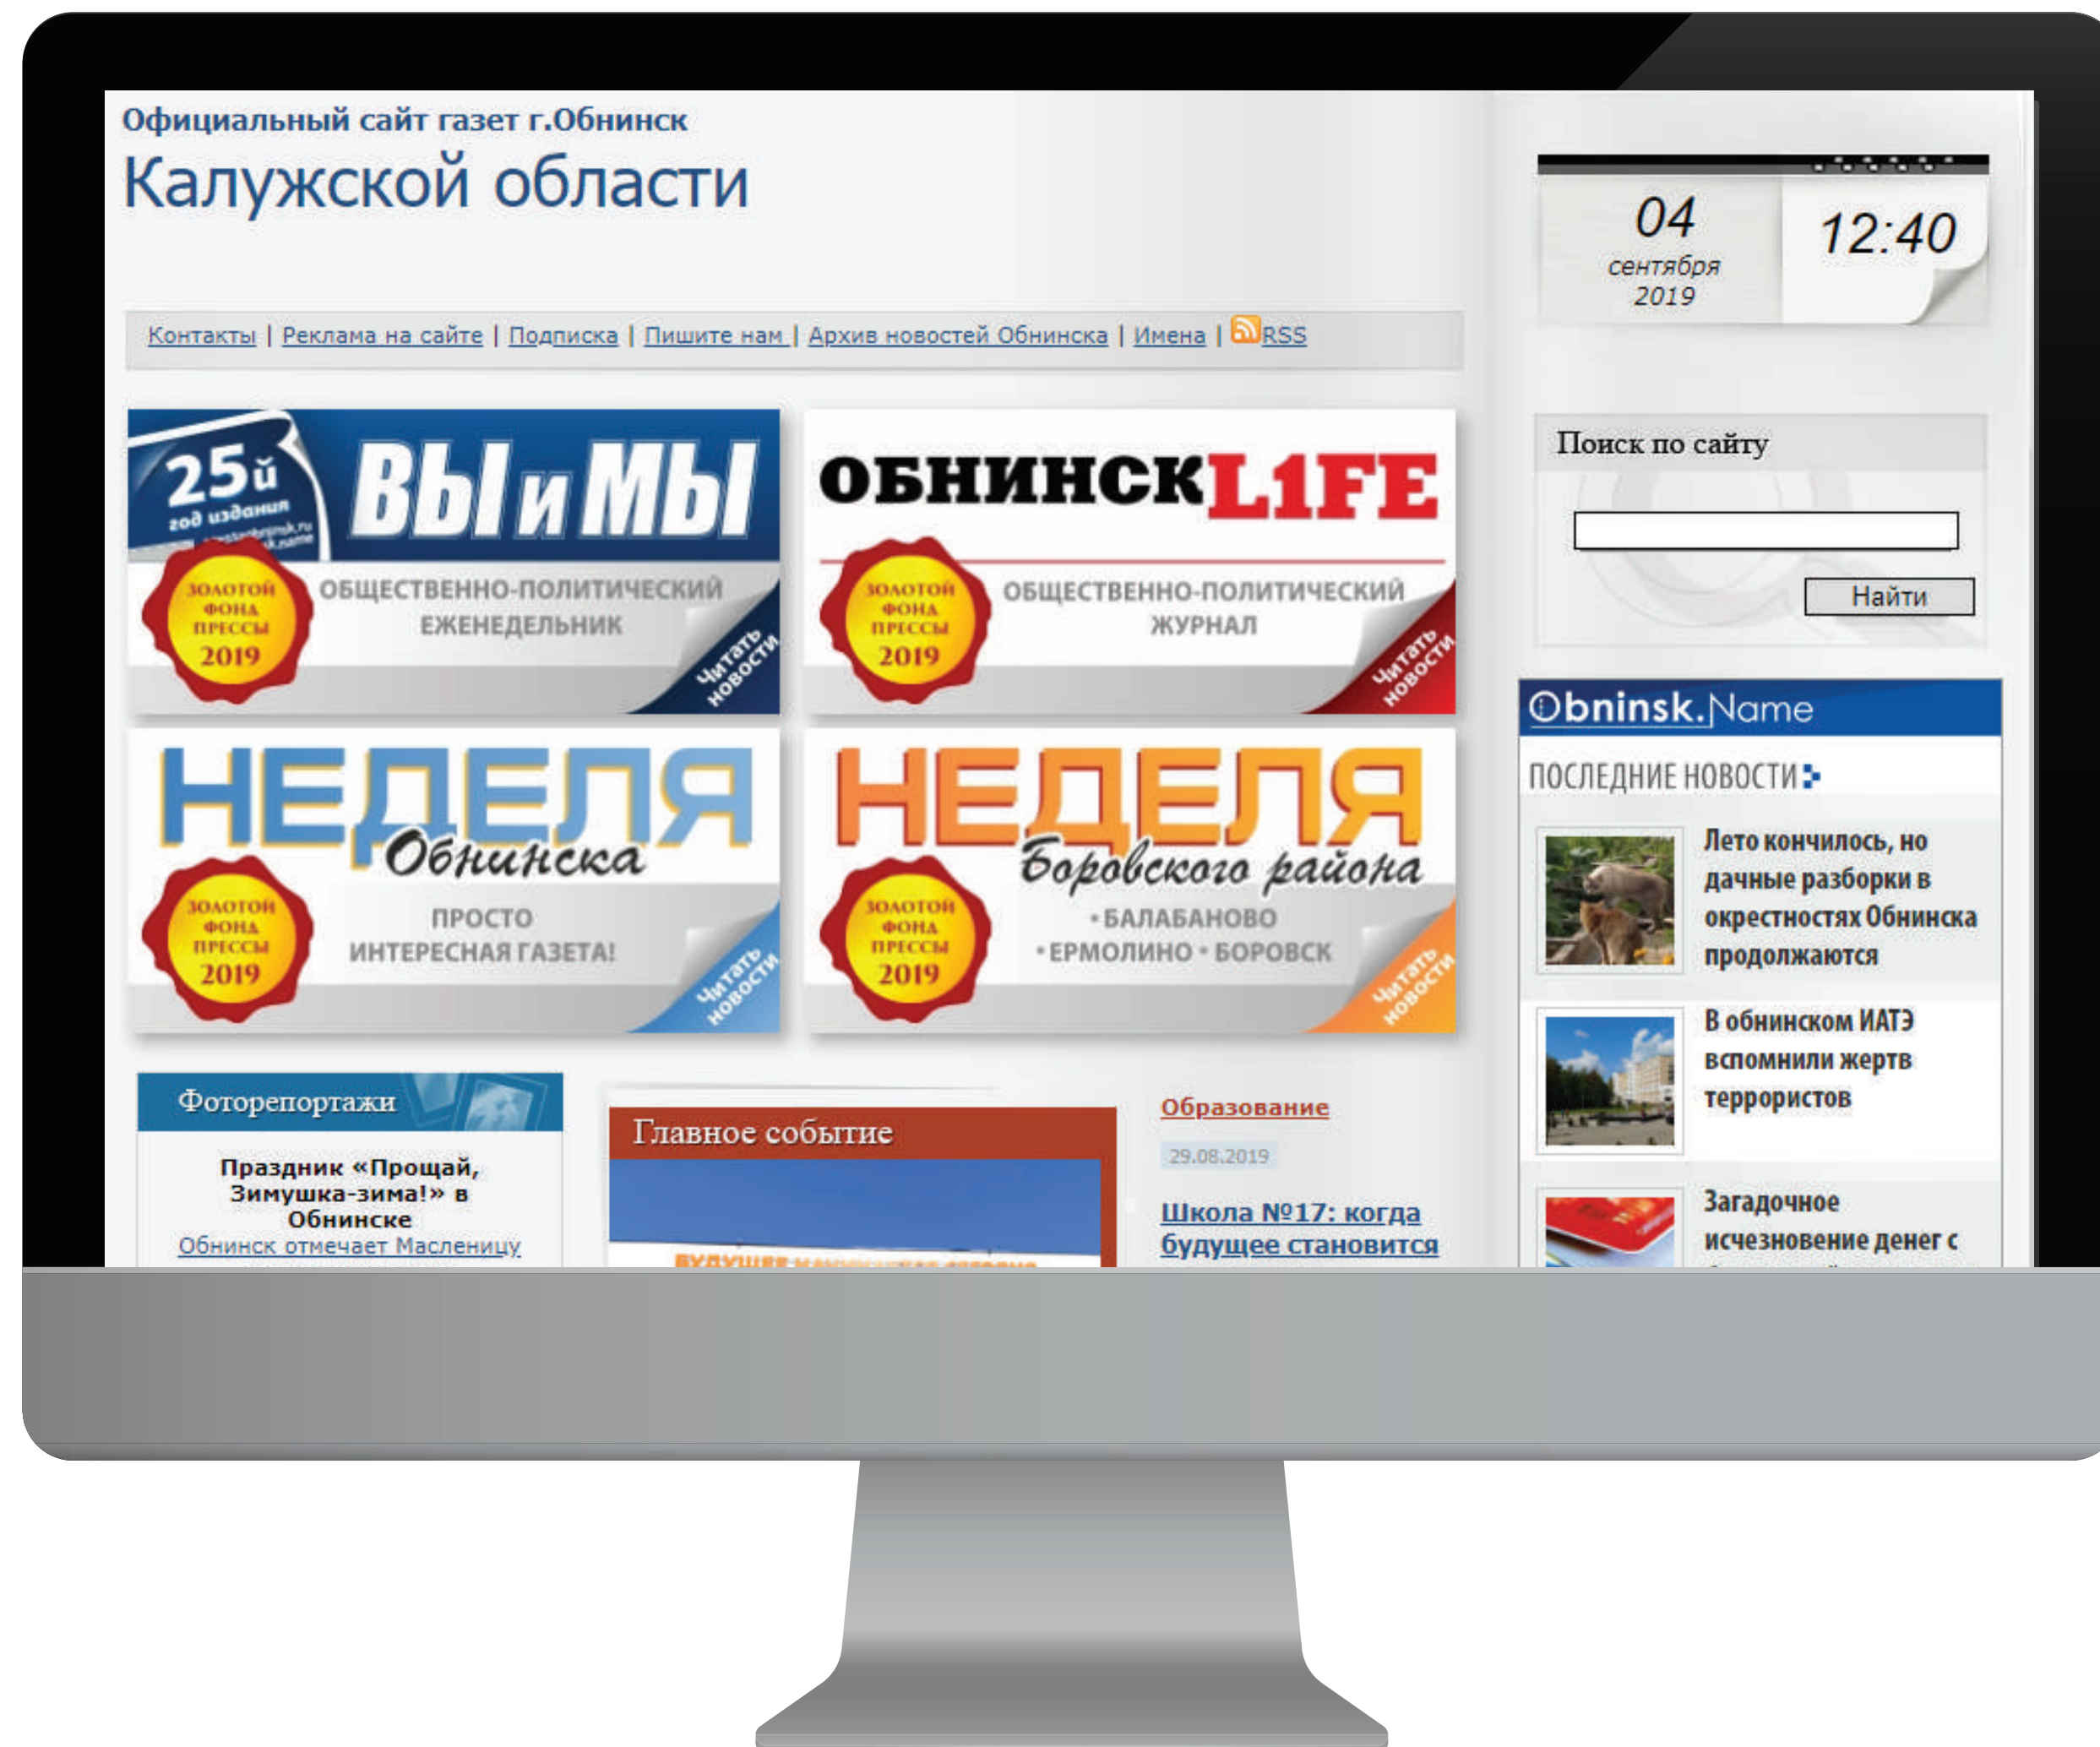 Официальный сайт газет г.Обнинск
Калужской области
04
сентября
2019
12:40
Контакты | Реклама на сайте | Подписка | Пишите нам | Архив новостей Обнинска | Имена | RSS
25й
год издания
ВЫ и МЫ
ЗОЛОТОЙ
ФОНД
ПРЕССЫ
2019
ОБЩЕСТВЕННО-ПОЛИТИЧЕСКИЙ
ЕЖЕНЕДЕЛЬНИК
Читать
новости
ОБНИНСКL1FE
ЗОЛОТОЙ
ФОНД
ПРЕССЫ
2019
ОБЩЕСТВЕННО-ПОЛИТИЧЕСКИЙ
ЖУРНАЛ
Читать
новости
НЕДЕЛЯ
Обнинска
ЗОЛОТОЙ
ФОНД
ПРЕССЫ
2019
ПРОСТО
ИНТЕРЕСНАЯ ГАЗЕТА!
Читать
новости
НЕДЕЛЯ
Боровского района
ЗОЛОТОЙ
ФОНД
ПРЕССЫ
2019
• БАЛАБАНОВО
• ЕРМОЛИНО • БОРОВСК
Читать
новости
Фоторепортажи
Праздник «Прощай,
Зимушка-зима!» в
Обнинске
Обнинск отмечает Масленицу
Главное событие
Образование
29.08.2019
Школа №17: когда
будущее становится
Поиск по сайту
Найти
Obninsk.Name
ПОСЛЕДНИЕ НОВОСТИ
Лето кончилось, но
дачные разборки в
окрестностях Обнинска
продолжаются
В обнинском ИАТЭ
вспомнили жертв
террористов
Загадочное
исчезновение денег с